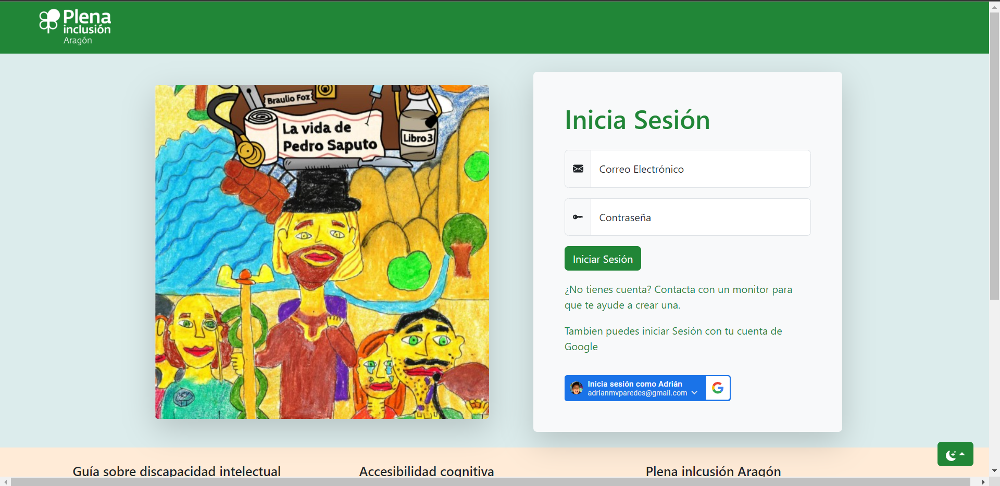 Plena
inclusión
Aragón
Braulio Foz
La vida de
Pedro Saputo
Libro 3
Inicia Sesión
Correo Electrónico
Contraseña
Iniciar Sesión
¿No tienes cuenta? Contacta con un monitor para
que te ayude a crear una.
Tambien puedes iniciar Sesión con tu cuenta de
Google
Inicia sesión como Adrián
adrianmvparedes@gmail.com
Guía sobre discapacidad intelectual
Accesibilidad cognitiva
Plena inlcusión Aragón